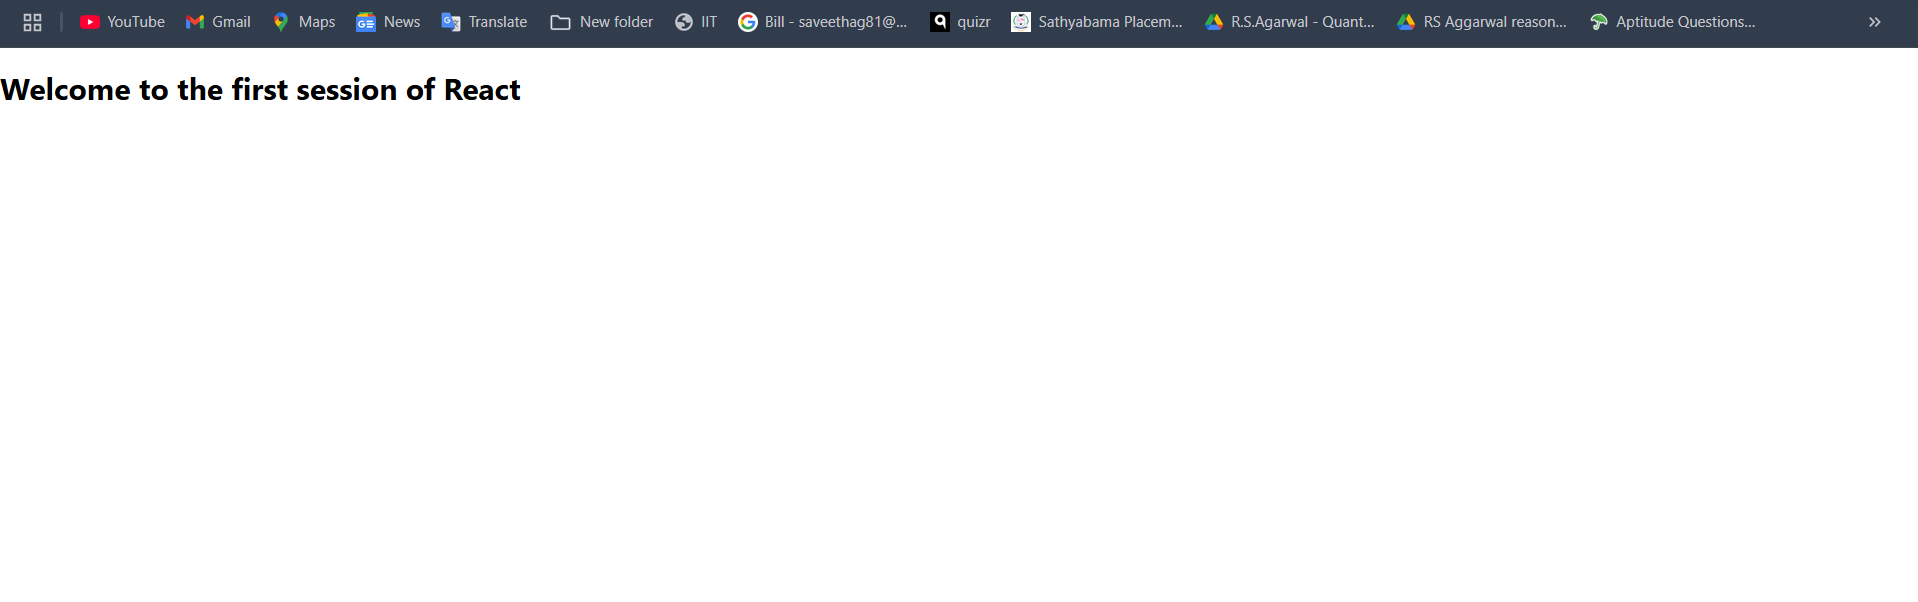 YouTube Gmail Maps News Translate New folder IIT Bill - saveethag81@... quizr Sathyabama Placem... R.S.Agarwal - Quant... RS Aggarwal reason... Aptitude Questions... »
Welcome to the first session of React